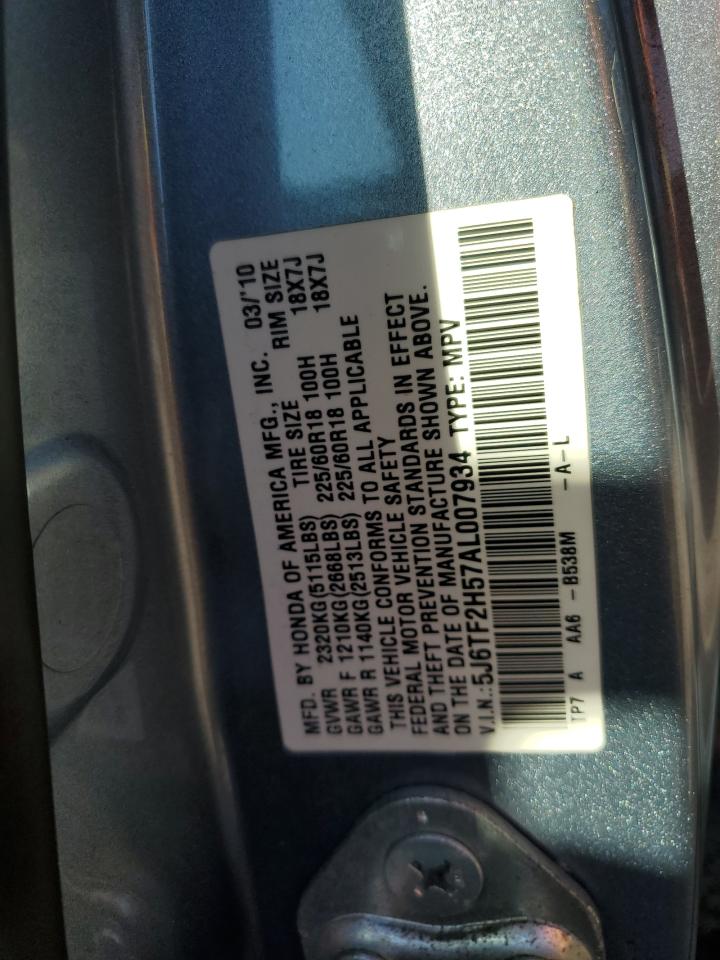 MFD. BY HONDA OF AMERICA MFG., INC. 03/'10
GVWR 2320KG(5115LBS) TIRE SIZE RIM SIZE
GAWR F 1210KG(2668LBS) 225/60R18 100H 18X7J
GAWR R 1140KG(2513LBS) 225/60R18 100H 18X7J
THIS VEHICLE CONFORMS TO ALL APPLICABLE
FEDERAL MOTOR VEHICLE SAFETY
AND THEFT PREVENTION STANDARDS IN EFFECT
ON THE DATE OF MANUFACTURE SHOWN ABOVE.
V.I.N.:5J6TF2H57AL007934 TYPE: MPV
TP7 A AA6 -B538M -A-L